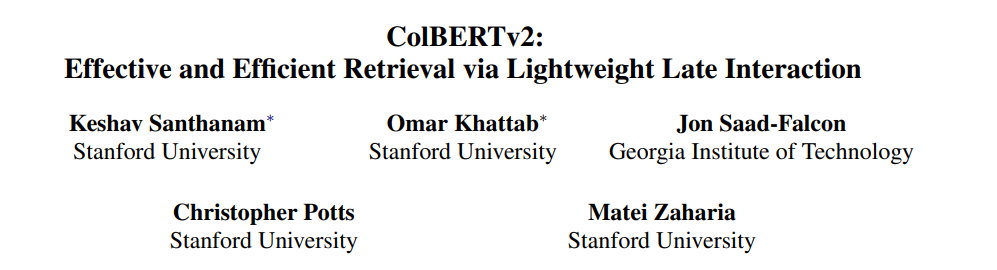 ColBERTv2:
Effective and Efficient Retrieval via Lightweight Late Interaction
Keshav Santhanam* Omar Khattab* Jon Saad-Falcon
Stanford University Stanford University Georgia Institute of Technology
Christopher Potts Matei Zaharia
Stanford University Stanford University